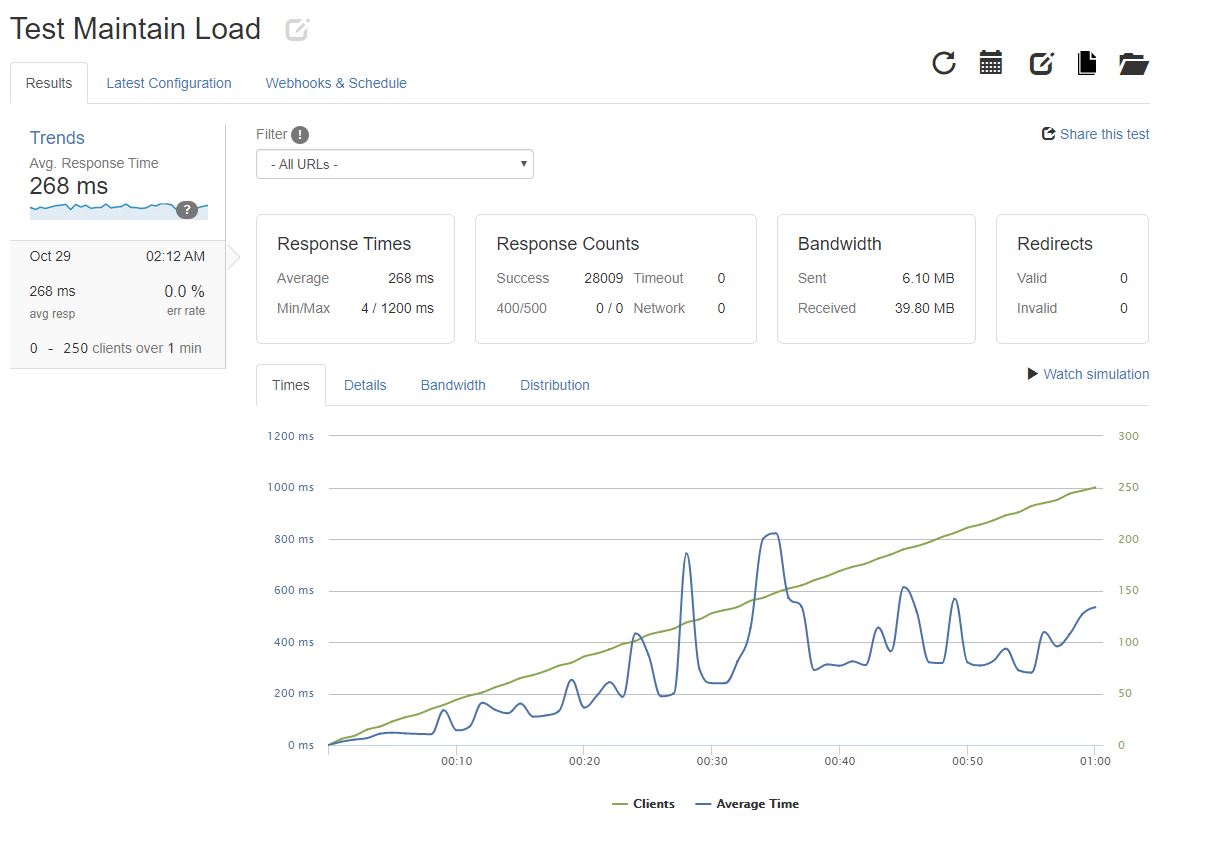 Test Maintain Load
Results Latest Configuration Webhooks & Schedule
Trends
Avg. Response Time
268 ms
?
Oct 29 02:12 AM
268 ms 0.0 %
avg resp err rate
0 - 250 clients over 1 min
Filter !
Share this test
- All URLs -
Response Times
Average 268 ms
Min/Max 4 / 1200 ms
Response Counts
Success 28009 Timeout 0
400/500 0 / 0 Network 0
Bandwidth
Sent 6.10 MB
Received 39.80 MB
Redirects
Valid 0
Invalid 0
Times Details Bandwidth Distribution
Watch simulation
1200 ms 300
1000 ms 250
800 ms 200
600 ms 150
400 ms 100
200 ms 50
0 ms 0
00:10 00:20 00:30 00:40 00:50 01:00
Clients Average Time